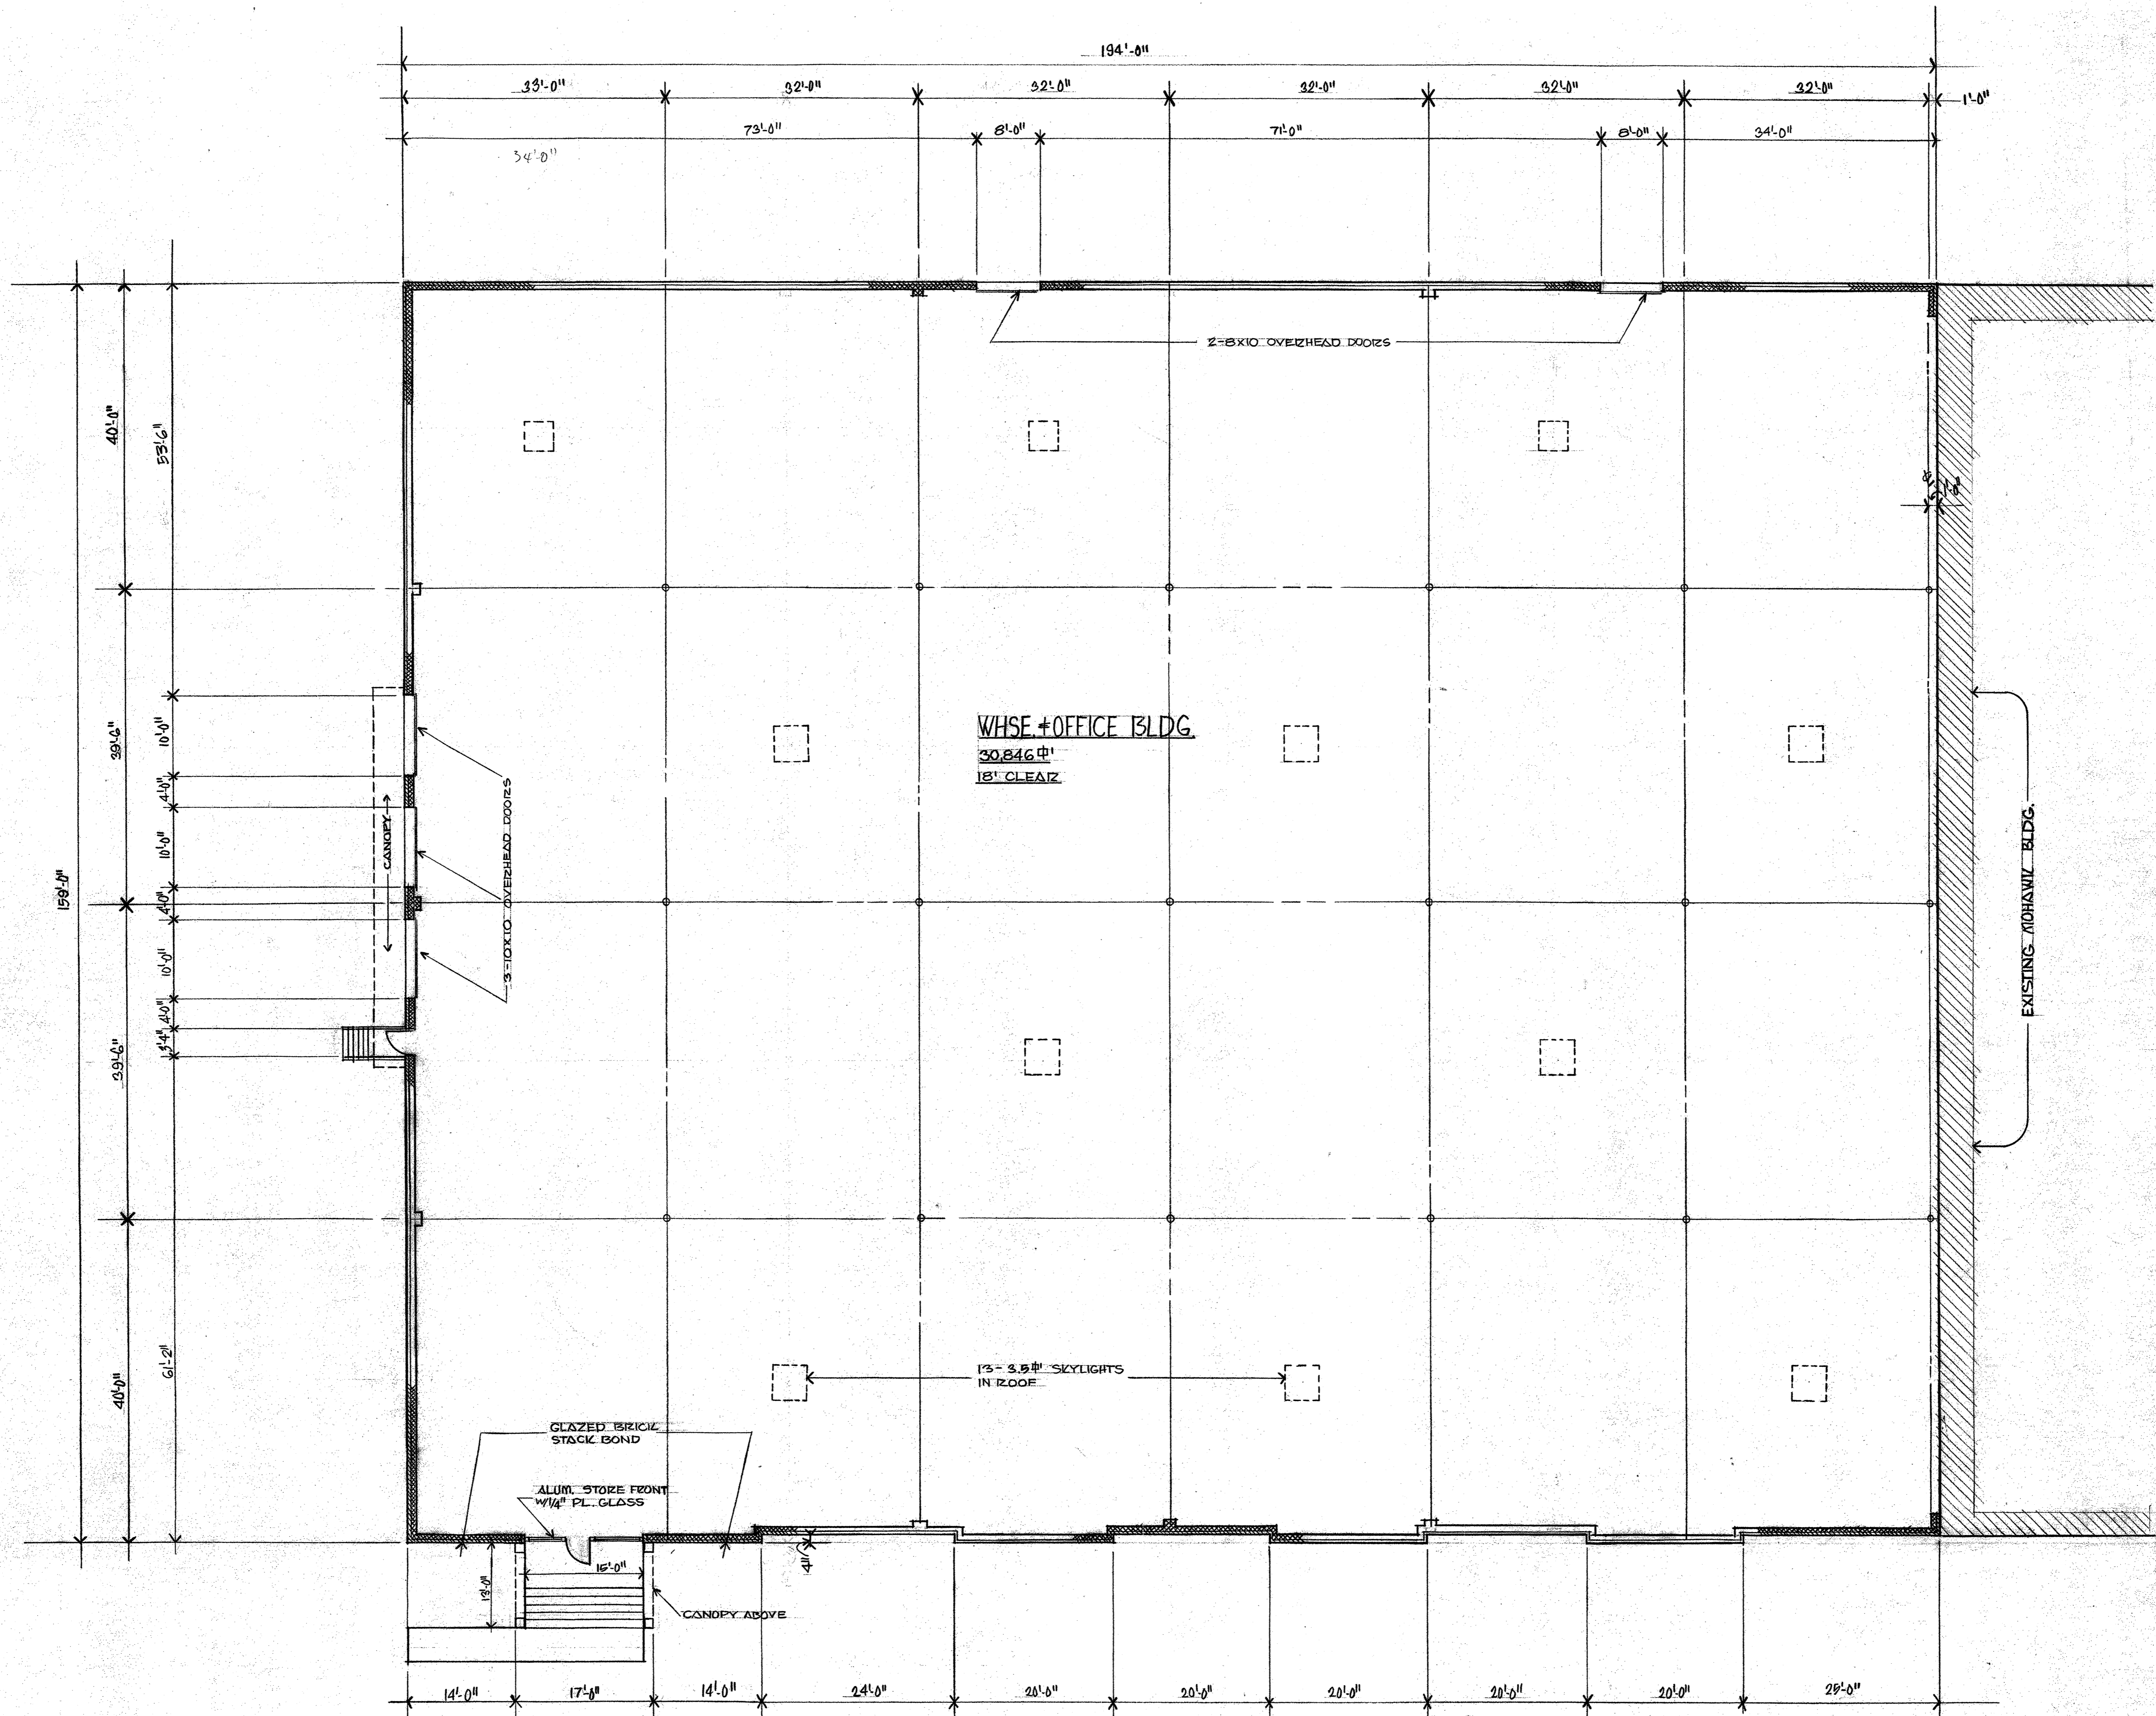 194'-0"
33'-0" 32'-0" 32'-0" 32'-0" 32'-0" 32'-0" 1'-0"
73'-0" 8'-0" 71'-0" 8'-0" 34'-0"
34'-0"
2-8X10 OVERHEAD DOORS
40'-0"
53'-6"
1'-0"
WHSE. & OFFICE BLDG.
30,846 ⏍'
18' CLEAR
39'-6"
10'-0"
4'-0"
10'-0"
4'-0"
10'-0"
4'-0"
3'-4"
CANOPY
3-10X10 OVERHEAD DOORS
159'-0"
EXISTING MOHAWK BLDG.
39'-6"
61'-2"
40'-0"
13- 3.5⏍' SKYLIGHTS
IN ROOF
GLAZED BRICK
STACK BOND
ALUM. STORE FRONT
W/1/4" PL. GLASS
4"
15'-0"
13'-0"
CANOPY ABOVE
14'-0" 17'-0" 14'-0" 24'-0" 20'-0" 20'-0" 20'-0" 20'-0" 20'-0" 25'-0"